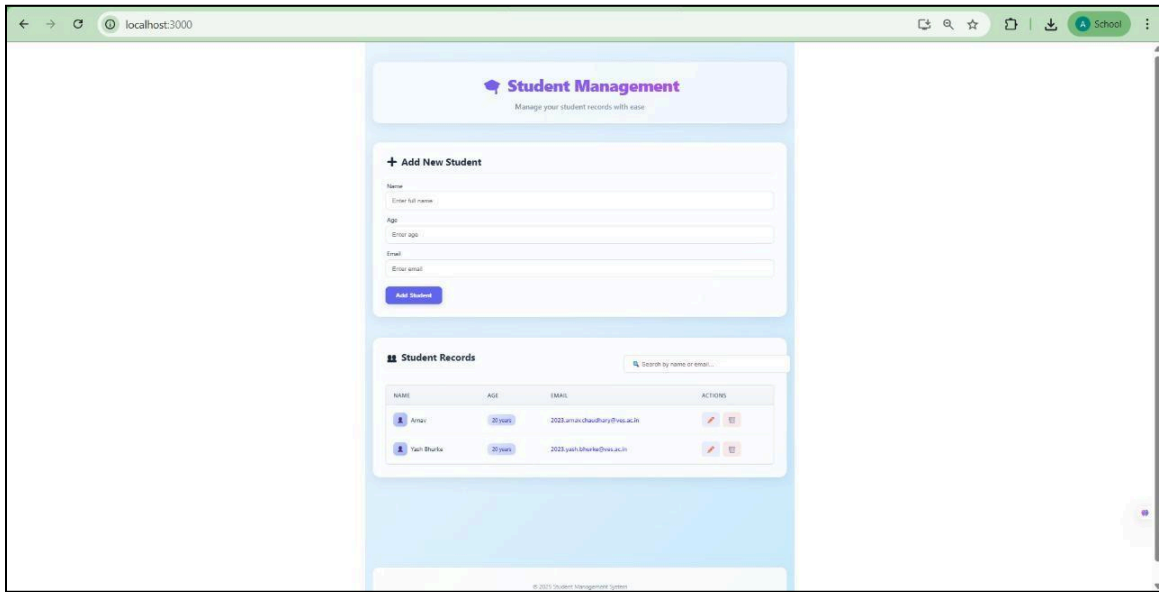 localhost:3000
A School
Student Management
Manage your student records with ease
Add New Student
Name
Enter full name
Age
Enter age
Email
Enter email
Add Student
Student Records
Search by name or email...
NAME AGE EMAIL ACTIONS
Arnav 20 years 2023.arnav.chaudhary@ves.ac.in
Yash Bhurke 20 years 2023.yash.bhurke@ves.ac.in
© 2025 Student Management System